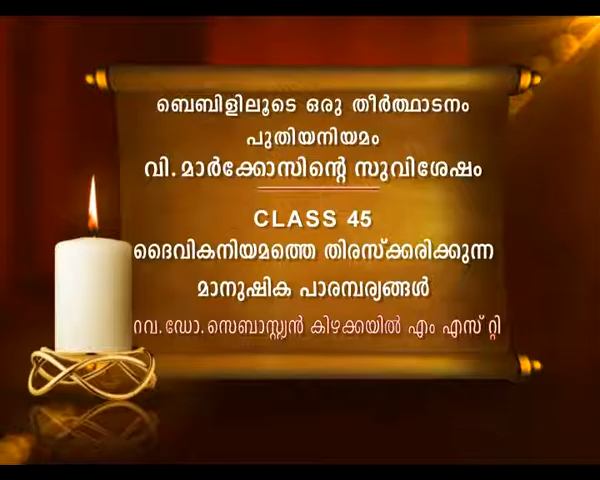 ബൈബിളിലൂടെ ഒരു തീർത്ഥാടനം
പുതിയനിയമം
വി. മാർക്കോസിന്റെ സുവിശേഷം
CLASS 45
ദൈവികനിയമത്തെ തിരസ്ക്കരിക്കുന്ന
മാനുഷിക പാരമ്പര്യങ്ങൾ
റവ. ഡോ. സെബാസ്റ്റ്യൻ കിഴക്കയിൽ എം എസ് റ്റി